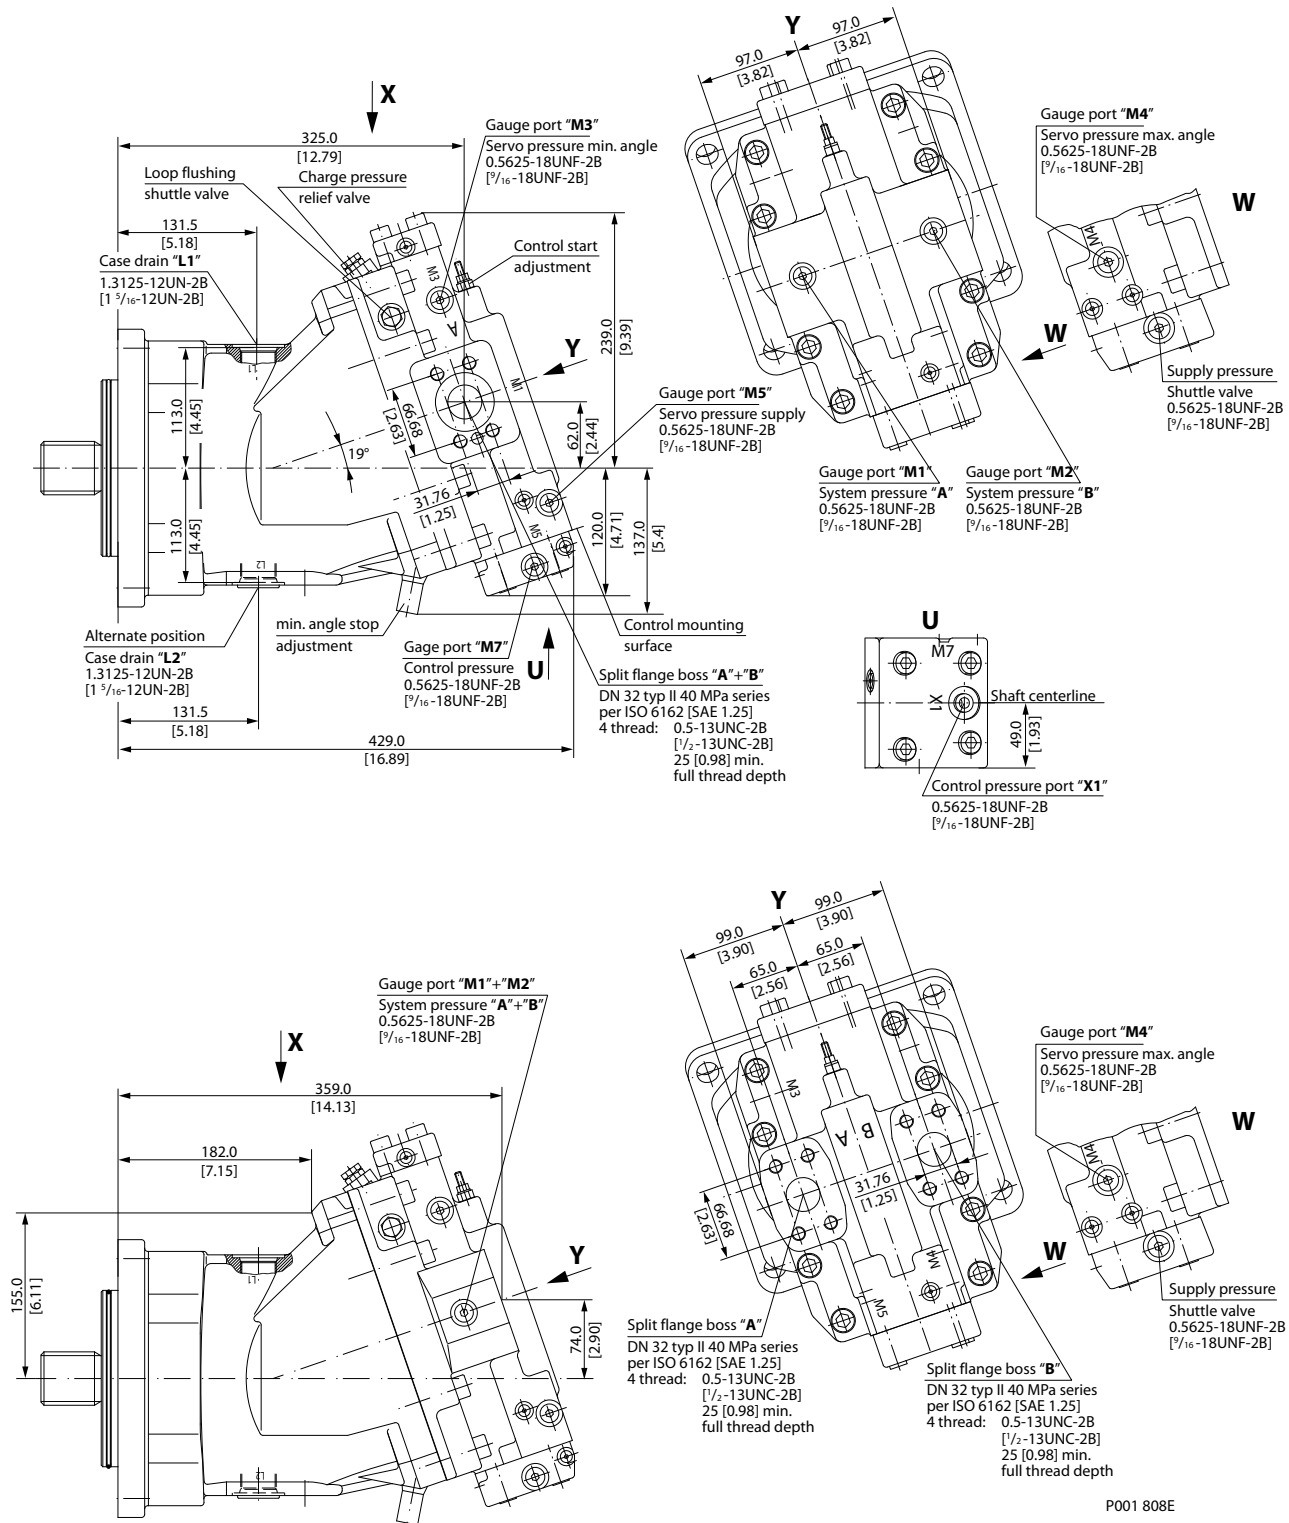 Y
97.0
[3.82]
97.0
[3.82]
X
325.0
[12.79]
Gauge port “M3”
Servo pressure min. angle
0.5625-18UNF-2B
[9/16-18UNF-2B]
Loop flushing
shuttle valve
Charge pressure
relief valve
131.5
[5.18]
Case drain “L1”
1.3125-12UN-2B
[1 5/16-12UN-2B]
Control start
adjustment
M3
A
L1
M1
239.0
[9.39]
Y
113.0
[4.45]
66.68
[2.63]
62.0
[2.44]
19°
Gauge port “M5”
Servo pressure supply
0.5625-18UNF-2B
[9/16-18UNF-2B]
31.76
[1.25]
113.0
[4.45]
M5
L2
120.0
[4.71]
137.0
[5.4]
Alternate position
Case drain “L2”
1.3125-12UN-2B
[1 5/16-12UN-2B]
min. angle stop
adjustment
Gage port “M7”
Control pressure
0.5625-18UNF-2B
[9/16-18UNF-2B]
U
Control mounting
surface
Split flange boss “A”+”B”
DN 32 typ II 40 MPa series
per ISO 6162 [SAE 1.25]
4 thread: 0.5-13UNC-2B
[1/2-13UNC-2B]
25 [0.98] min.
full thread depth
131.5
[5.18]
429.0
[16.89]
Gauge port “M4”
Servo pressure max. angle
0.5625-18UNF-2B
[9/16-18UNF-2B]
W
M4
W
Supply pressure
Shuttle valve
0.5625-18UNF-2B
[9/16-18UNF-2B]
Gauge port “M1”
System pressure “A”
0.5625-18UNF-2B
[9/16-18UNF-2B]
Gauge port “M2”
System pressure “B”
0.5625-18UNF-2B
[9/16-18UNF-2B]
U
M7
X1
Shaft centerline
49.0
[1.93]
Control pressure port “X1”
0.5625-18UNF-2B
[9/16-18UNF-2B]
Gauge port “M1”+”M2”
System pressure “A”+”B”
0.5625-18UNF-2B
[9/16-18UNF-2B]
X
359.0
[14.13]
182.0
[7.15]
155.0
[6.11]
L1
Y
74.0
[2.90]
L2
Y
99.0
[3.90]
99.0
[3.90]
65.0
[2.56]
65.0
[2.56]
M3
B A
31.76
[1.25]
66.68
[2.63]
M4
M5
W
Split flange boss “A”
DN 32 typ II 40 MPa series
per ISO 6162 [SAE 1.25]
4 thread: 0.5-13UNC-2B
[1/2-13UNC-2B]
25 [0.98] min.
full thread depth
Split flange boss “B”
DN 32 typ II 40 MPa series
per ISO 6162 [SAE 1.25]
4 thread: 0.5-13UNC-2B
[1/2-13UNC-2B]
25 [0.98] min.
full thread depth
Gauge port “M4”
Servo pressure max. angle
0.5625-18UNF-2B
[9/16-18UNF-2B]
W
M4
Supply pressure
Shuttle valve
0.5625-18UNF-2B
[9/16-18UNF-2B]
P001 808E